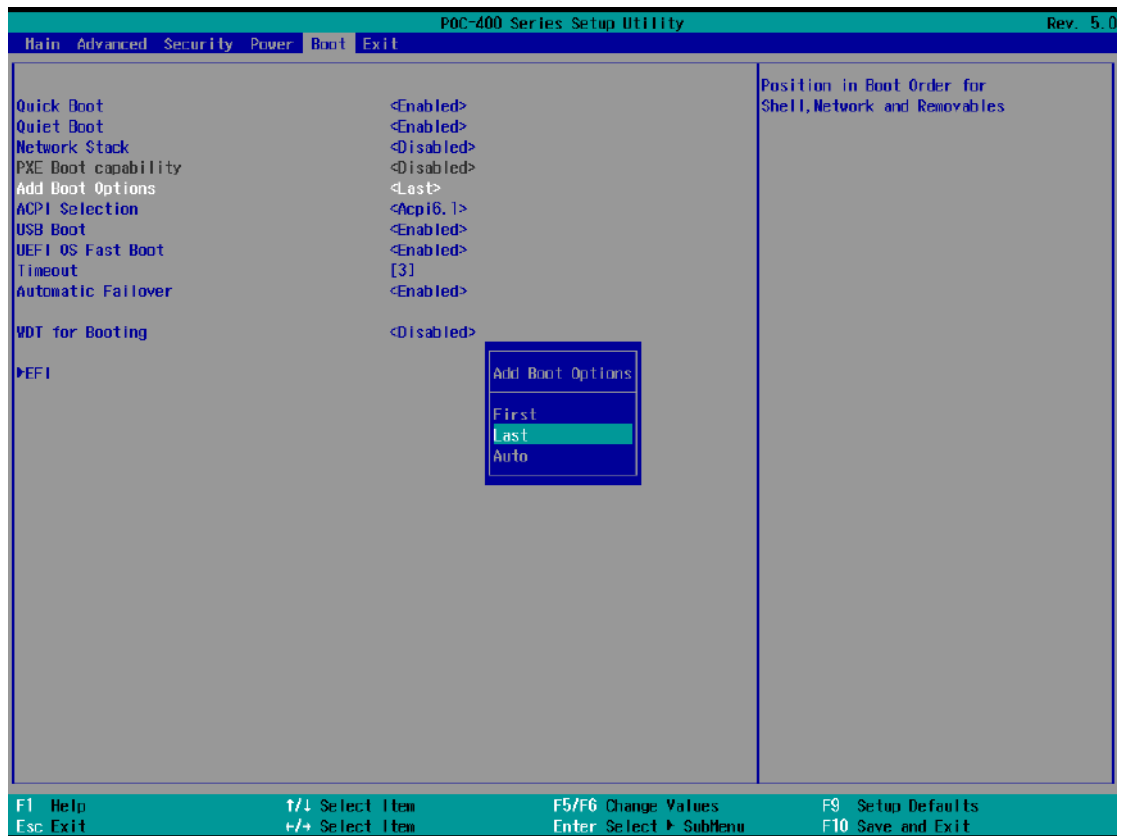 POC-400 Series Setup Utility Rev. 5.0
Main Advanced Security Power Boot Exit
Position in Boot Order for
Shell,Network and Removables
Quick Boot <Enabled>
Quiet Boot <Enabled>
Network Stack <Disabled>
PXE Boot capability <Disabled>
Add Boot Options <Last>
ACPI Selection <Acpi6.1>
USB Boot <Enabled>
UEFI OS Fast Boot <Enabled>
Timeout [3]
Automatic Failover <Enabled>
WDT for Booting <Disabled>
▶EFI
Add Boot Options
First
Last
Auto
F1 Help ↑/↓ Select Item F5/F6 Change Values F9 Setup Defaults
Esc Exit ←/→ Select Item Enter Select ▶ SubMenu F10 Save and Exit